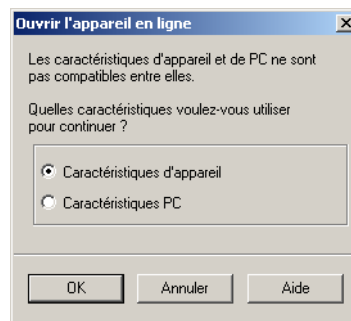 Ouvrir l'appareil en ligne
Les caractéristiques d'appareil et de PC ne sont
pas compatibles entre elles.
Quelles caractéristiques voulez-vous utiliser
pour continuer ?
Caractéristiques d'appareil
Caractéristiques PC
OK Annuler Aide